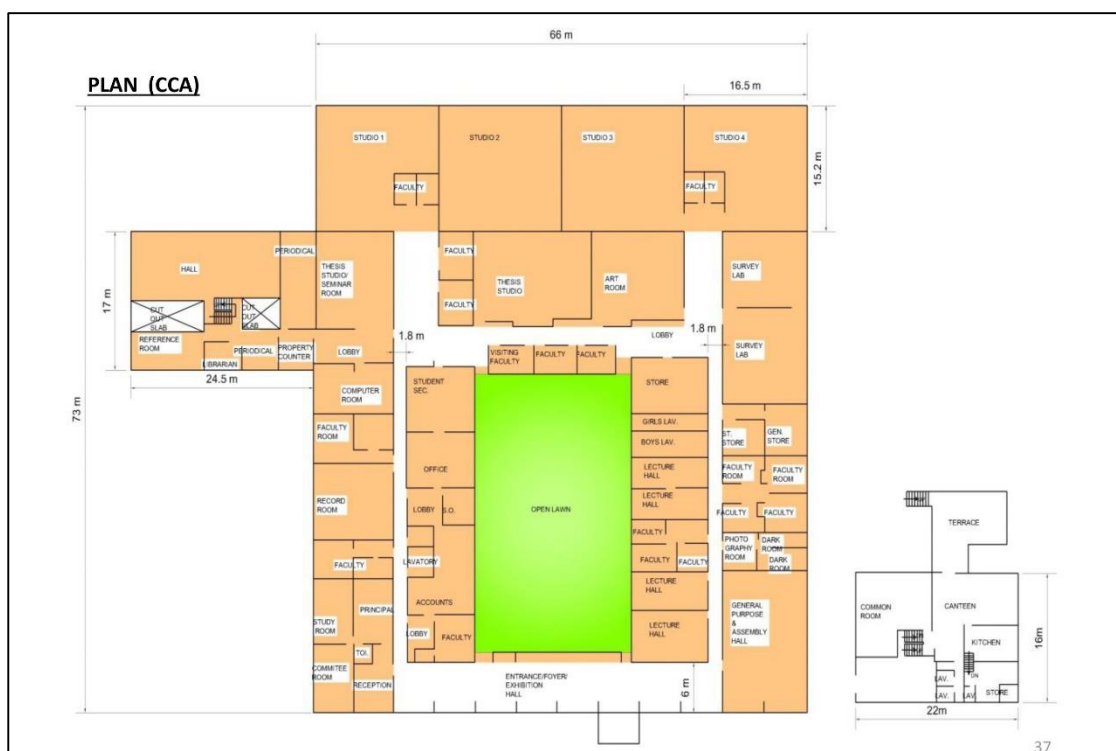 66 m
PLAN (CCA)
16.5 m
STUDIO 1
STUDIO 2
STUDIO 3
STUDIO 4
15.2 m
FACULTY
FACULTY
HALL
PERIODICAL
THESIS
STUDIO/
SEMINAR
ROOM
FACULTY
FACULTY
THESIS
STUDIO
ART
ROOM
SURVEY
LAB
17 m
CUT
OUT
SLAB
CUT
OUT
SLAB
REFERENCE
ROOM
LIBRARIAN
PERIODICAL
PROPERTY
COUNTER
LOBBY
1.8 m
LOBBY
1.8 m
SURVEY
LAB
24.5 m
73 m
VISITING
FACULTY
FACULTY
FACULTY
COMPUTER
ROOM
STUDENT
SEC.
STORE
FACULTY
ROOM
GIRLS LAV.
BOYS LAV.
ST.
STORE
GEN.
STORE
OFFICE
LECTURE
HALL
FACULTY
ROOM
FACULTY
ROOM
RECORD
ROOM
LOBBY
S.O.
OPEN LAWN
LECTURE
HALL
FACULTY
FACULTY
FACULTY
PHOTO
GRAPHY
ROOM
DARK
ROOM
DARK
ROOM
LAVATORY
FACULTY
FACULTY
FACULTY
LECTURE
HALL
ACCOUNTS
PRINCIPAL
STUDY
ROOM
LOBBY
FACULTY
LECTURE
HALL
GENERAL
PURPOSE
&
ASSEMBLY
HALL
TOI.
COMMITEE
ROOM
RECEPTION
ENTRANCE/FOYER/
EXHIBITION
HALL
6 m
TERRACE
COMMON
ROOM
CANTEEN
KITCHEN
16m
DN
LAV.
LAV.
LAV.
STORE
22m
37